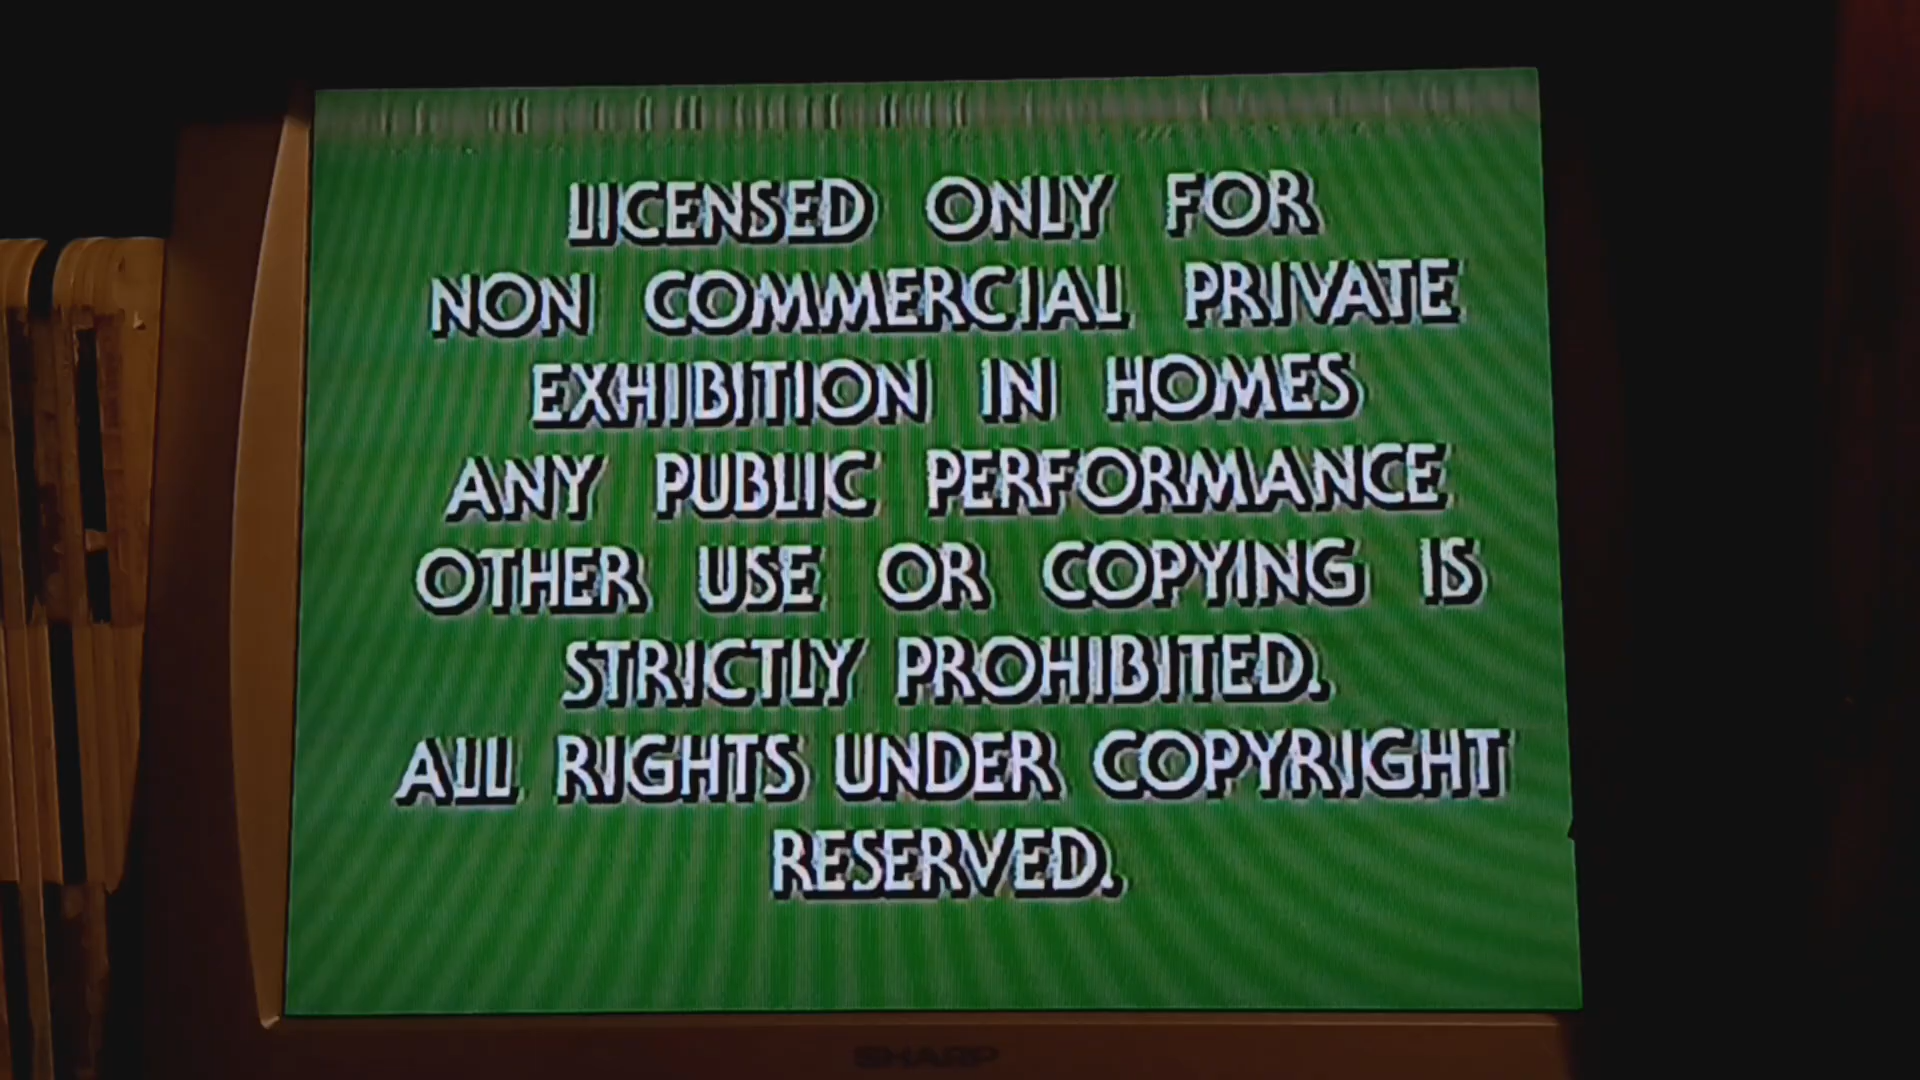 LICENSED ONLY FOR
NON COMMERCIAL PRIVATE
EXHIBITION IN HOMES
ANY PUBLIC PERFORMANCE
OTHER USE OR COPYING IS
STRICTLY PROHIBITED.
ALL RIGHTS UNDER COPYRIGHT
RESERVED.
SHARP